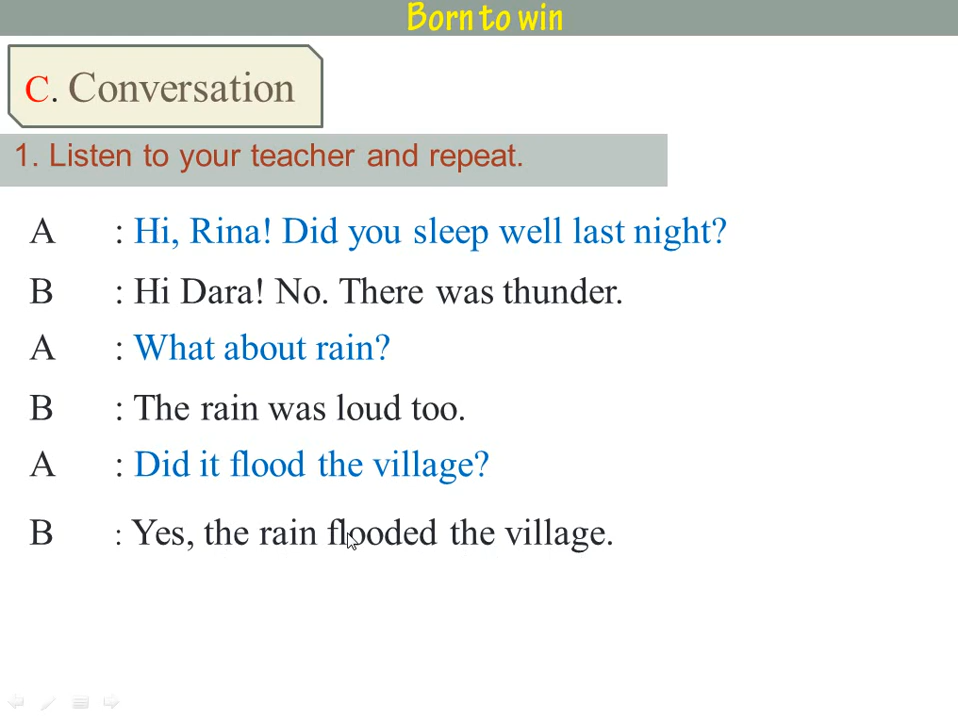 Born to win
C. Conversation
1. Listen to your teacher and repeat.
A : Hi, Rina! Did you sleep well last night?
B : Hi Dara! No. There was thunder.
A : What about rain?
B : The rain was loud too.
A : Did it flood the village?
B : Yes, the rain flooded the village.